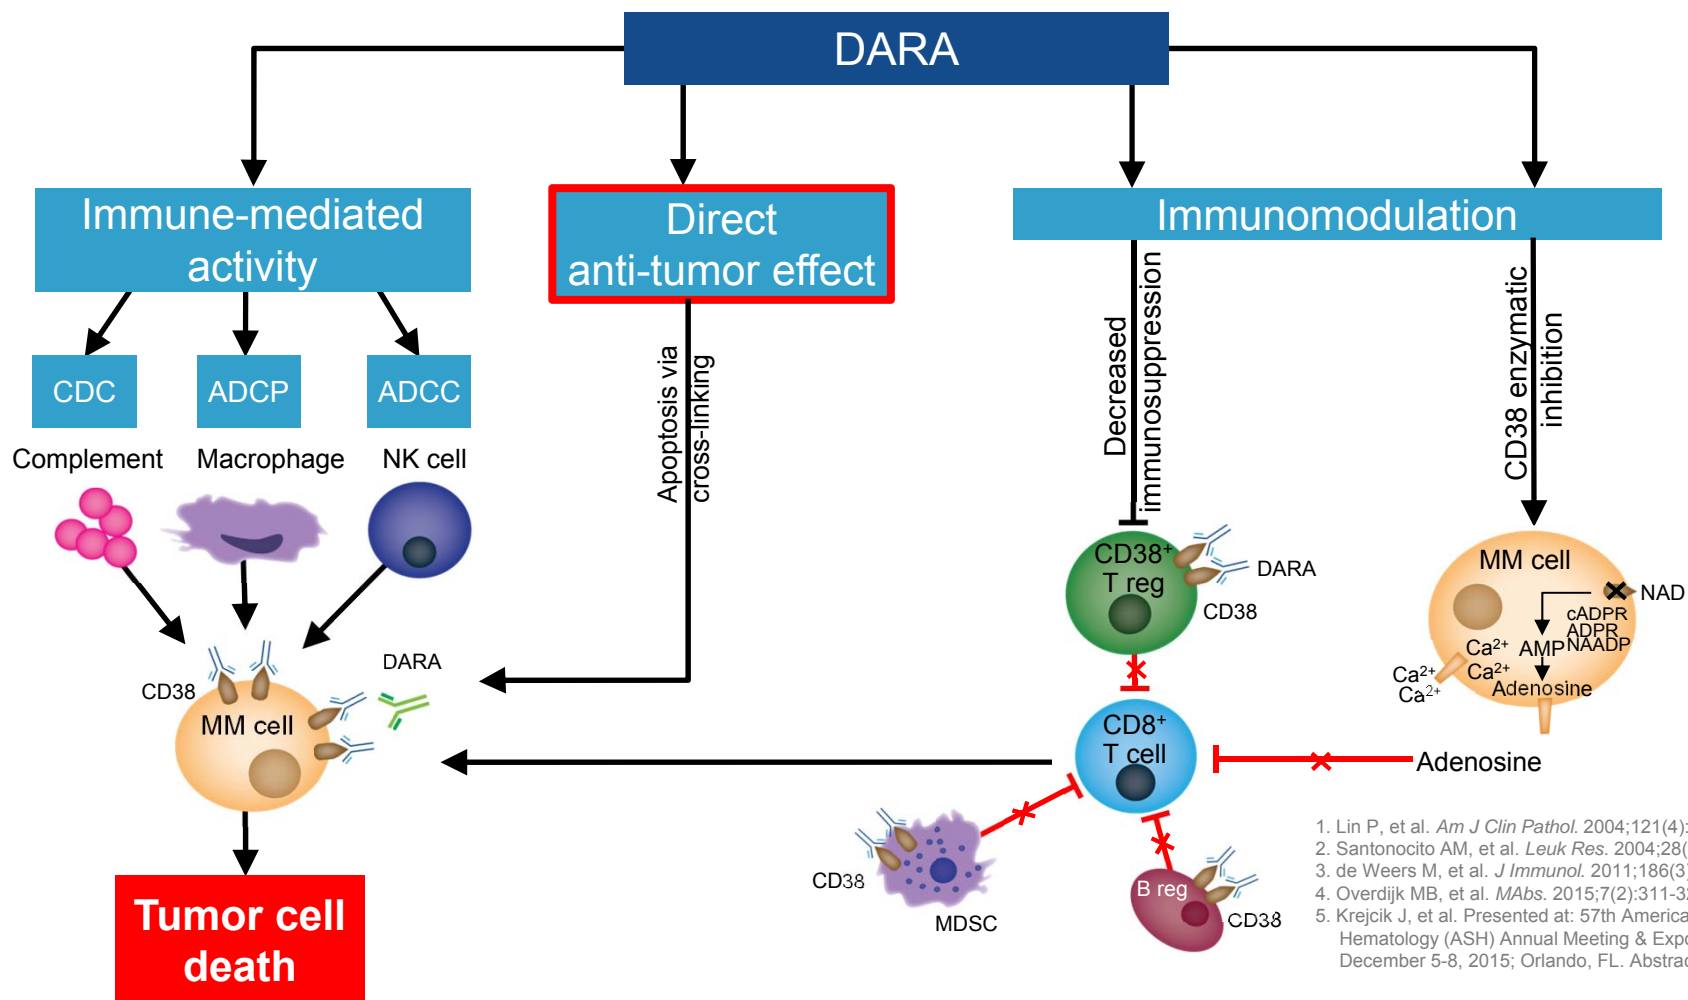 DARA
Immune-mediated
activity
Direct
anti-tumor effect
Immunomodulation
CDC
ADCP
ADCC
Complement
Macrophage
NK cell
Apoptosis via
cross-linking
Decreased
immunosuppression
CD38 enzymatic
inhibition
CD38⁺
T reg
DARA
CD38
MM cell
NAD
cADPR
ADPR
NAADP
AMP
Adenosine
Ca²⁺
Ca²⁺
Ca²⁺
Ca²⁺
DARA
CD38
MM cell
CD8⁺
T cell
Adenosine
CD38
MDSC
B reg
CD38
Tumor cell
death
1. Lin P, et al. Am J Clin Pathol. 2004;121(4):
2. Santonocito AM, et al. Leuk Res. 2004;28(
3. de Weers M, et al. J Immunol. 2011;186(3)
4. Overdijk MB, et al. MAbs. 2015;7(2):311-3
5. Krejcik J, et al. Presented at: 57th America
Hematology (ASH) Annual Meeting & Expo
December 5-8, 2015; Orlando, FL. Abstrac